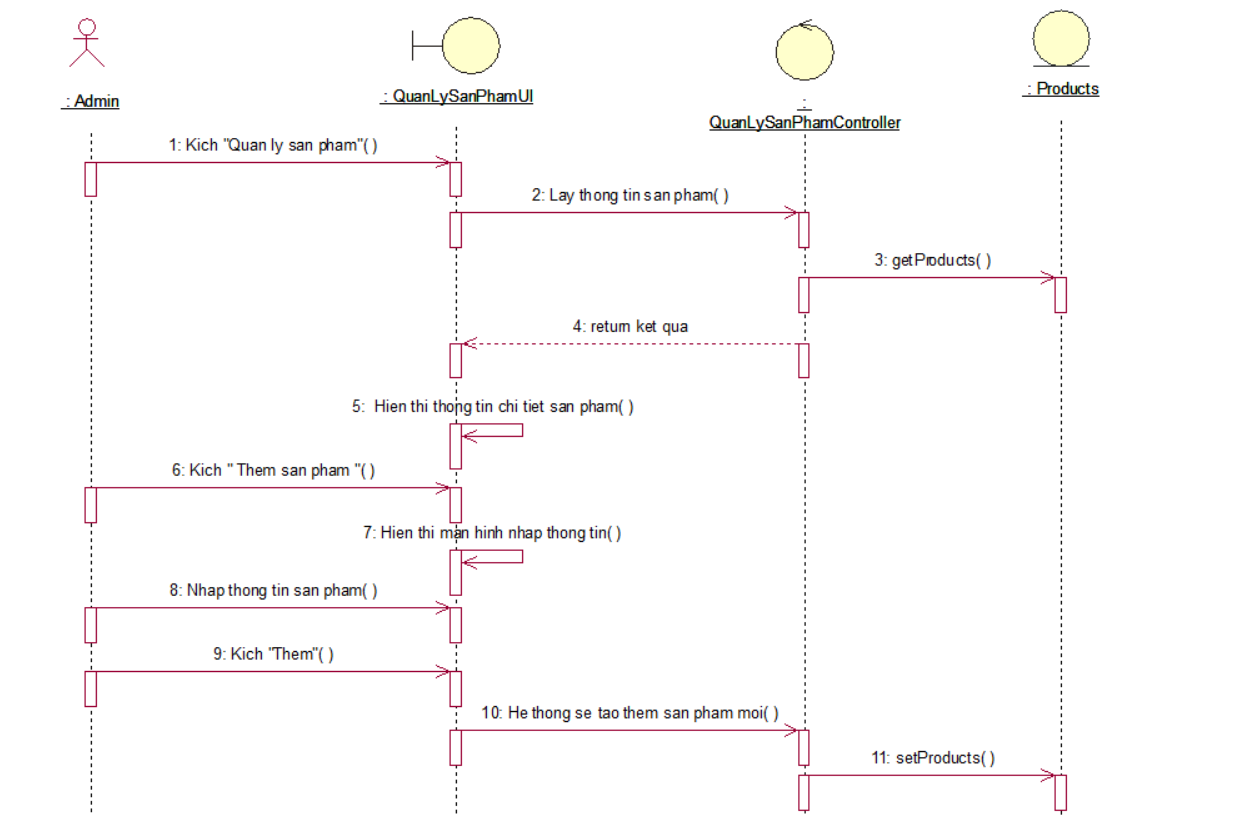 : Admin
: QuanLySanPhamUI
:
QuanLySanPhamController
: Products
1: Kich "Quan ly san pham"( )
2: Lay thong tin san pham( )
3: getProducts( )
4: return ket qua
5: Hien thi thong tin chi tiet san pham( )
6: Kich " Them san pham "( )
7: Hien thi man hinh nhap thong tin( )
8: Nhap thong tin san pham( )
9: Kich "Them"( )
10: He thong se tao them san pham moi( )
11: setProducts( )